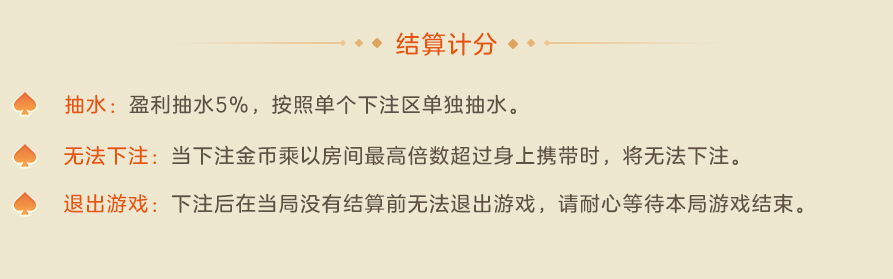 结算计分
抽水：盈利抽水5%，按照单个下注区单独抽水。
无法下注：当下注金币乘以房间最高倍数超过身上携带时，将无法下注。
退出游戏：下注后在当局没有结算前无法退出游戏，请耐心等待本局游戏结束。